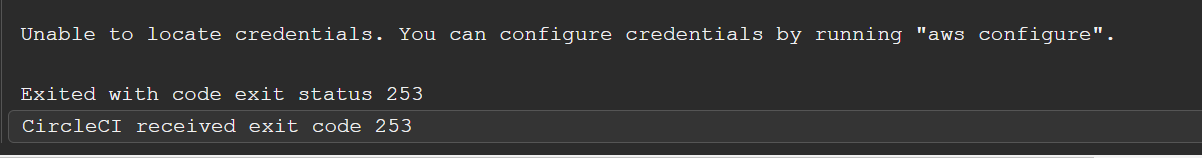 Unable to locate credentials. You can configure credentials by running "aws configure".
Exited with code exit status 253
CircleCI received exit code 253